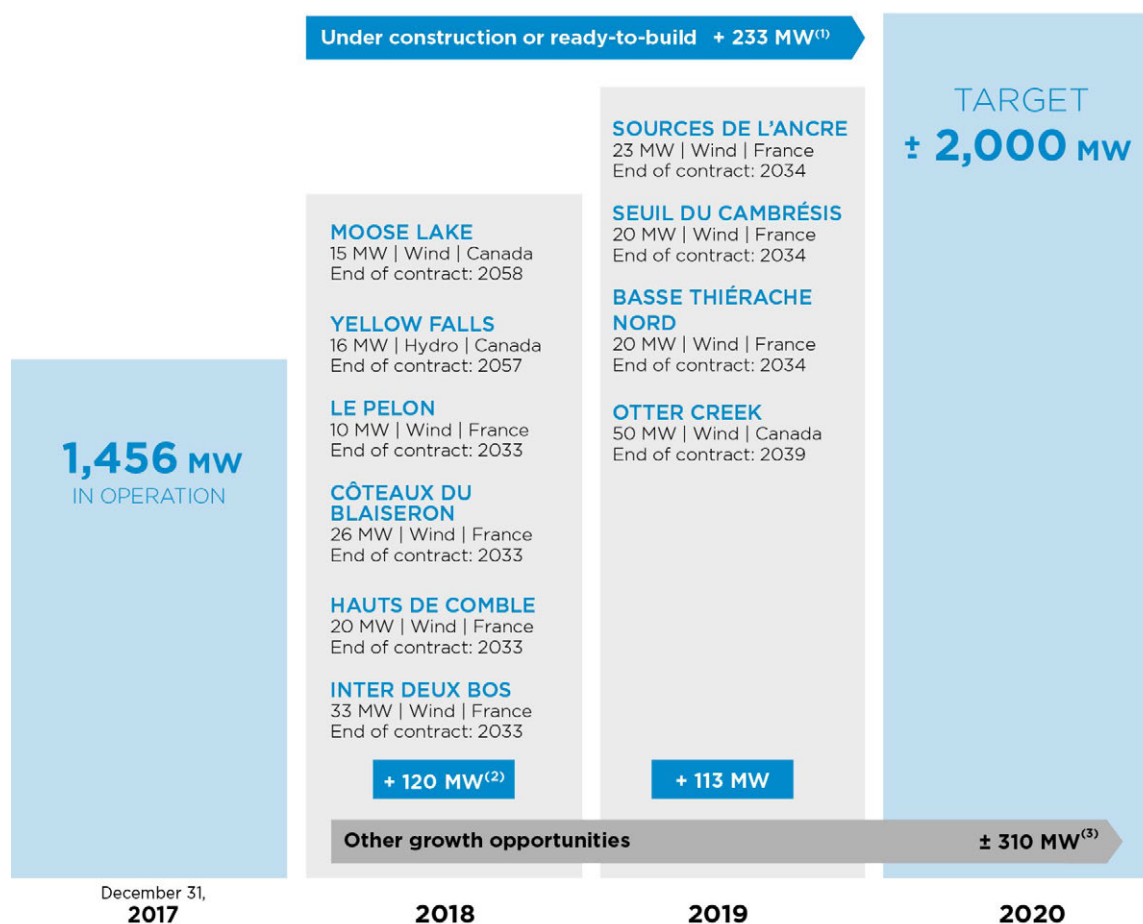 Under construction or ready-to-build + 233 MW(1)
TARGET
± 2,000 MW
SOURCES DE L'ANCRE
23 MW | Wind | France
End of contract: 2034
SEUIL DU CAMBRÉSIS
20 MW | Wind | France
End of contract: 2034
BASSE THIÉRACHE
NORD
20 MW | Wind | France
End of contract: 2034
OTTER CREEK
50 MW | Wind | Canada
End of contract: 2039
MOOSE LAKE
15 MW | Wind | Canada
End of contract: 2058
YELLOW FALLS
16 MW | Hydro | Canada
End of contract: 2057
LE PELON
10 MW | Wind | France
End of contract: 2033
CÔTEAUX DU
BLAISERON
26 MW | Wind | France
End of contract: 2033
HAUTS DE COMBLE
20 MW | Wind | France
End of contract: 2033
INTER DEUX BOS
33 MW | Wind | France
End of contract: 2033
1,456 MW
IN OPERATION
+ 120 MW(2)
+ 113 MW
Other growth opportunities ± 310 MW(3)
December 31,
2017 2018 2019 2020